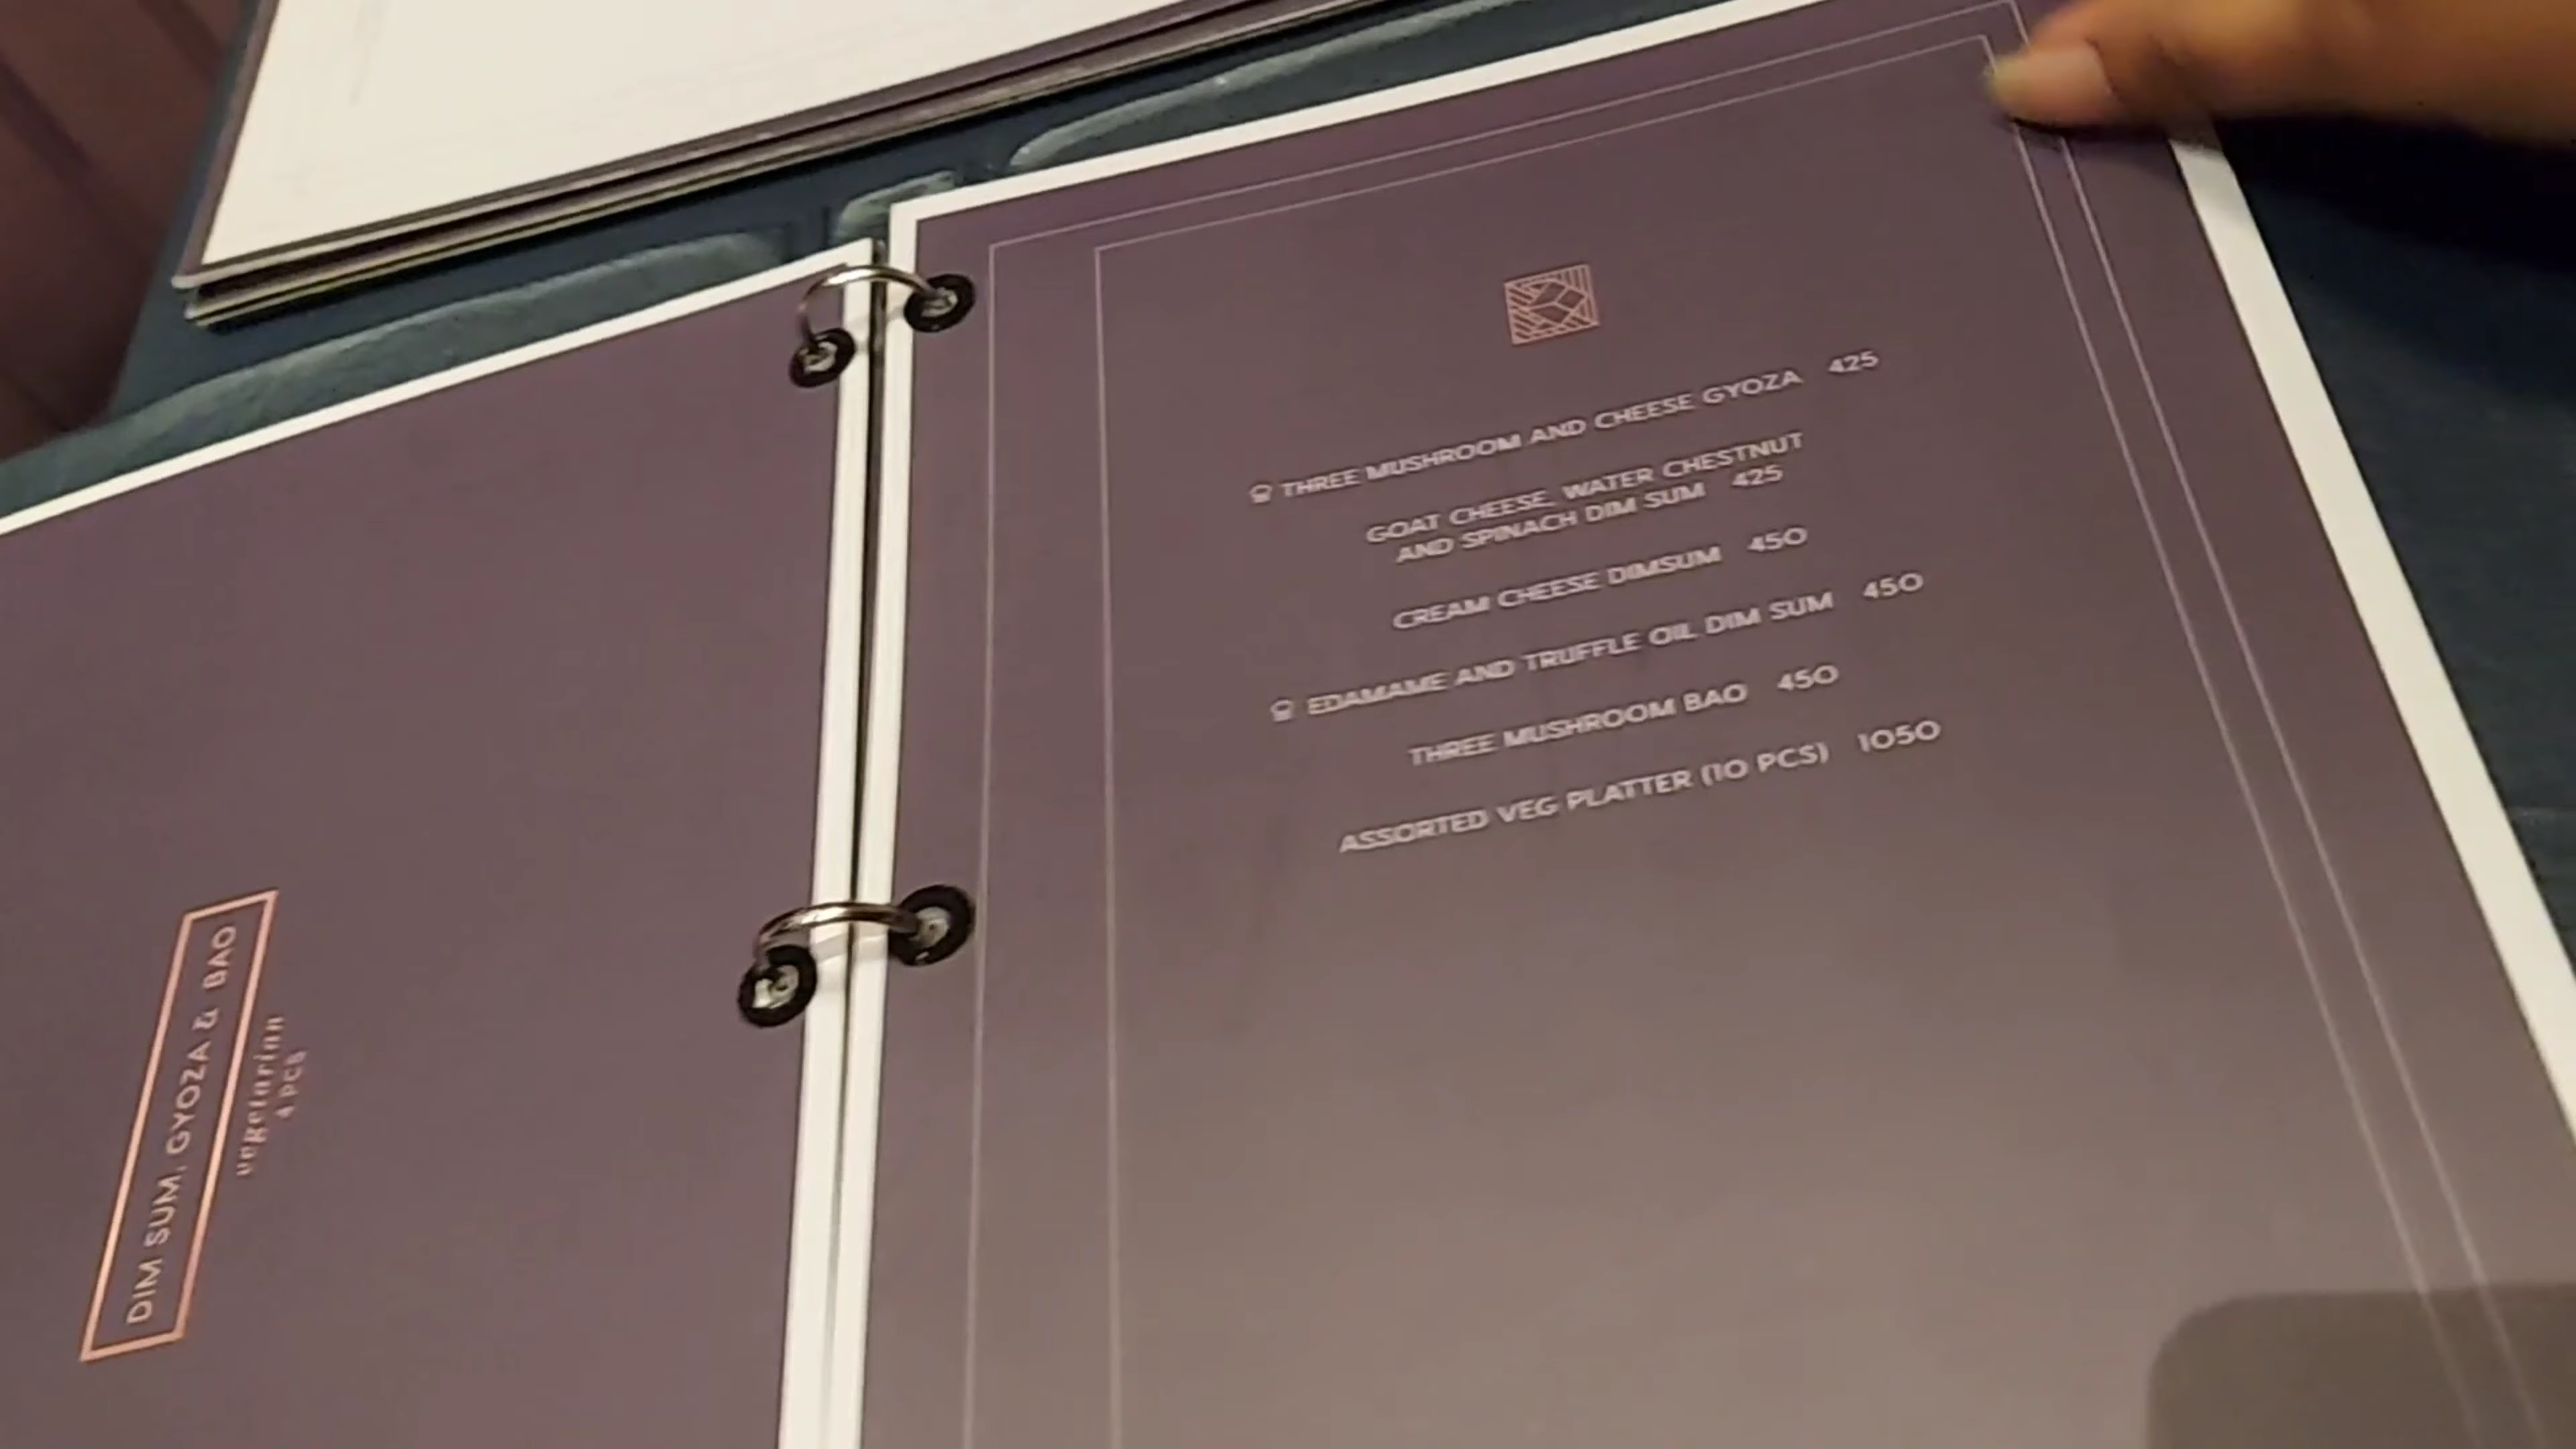 DIM SUM, GYOZA & BAO
vegetarian
4 PCS
THREE MUSHROOM AND CHEESE GYOZA 425
GOAT CHEESE, WATER CHESTNUT
AND SPINACH DIM SUM 425
CREAM CHEESE DIMSUM 450
EDAMAME AND TRUFFLE OIL DIM SUM 450
THREE MUSHROOM BAO 450
ASSORTED VEG PLATTER (10 PCS) 1050